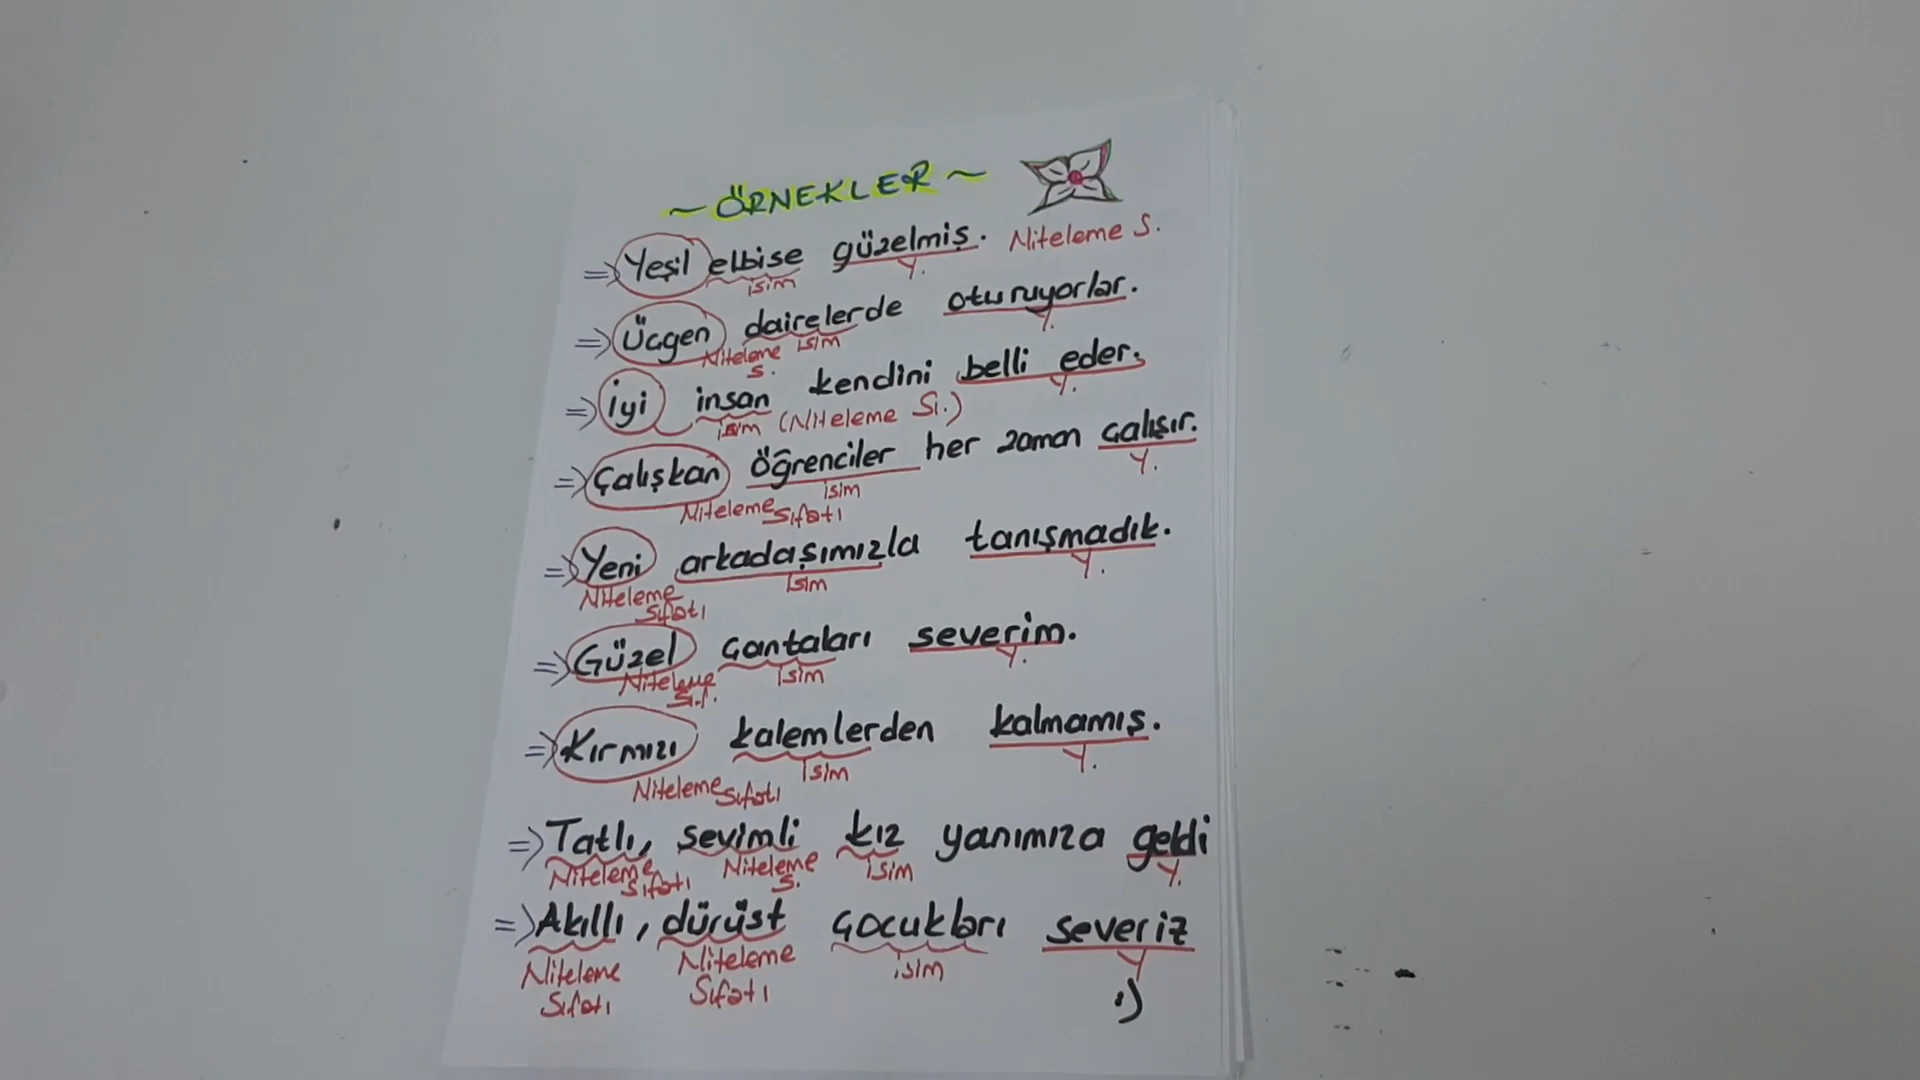 ~ ÖRNEKLER ~
=> Yeşil elbise güzelmiş. Niteleme S.
isim Y.
=> Üçgen dairelerde oturuyorlar.
Niteleme S. isim Y.
=> İyi insan kendini belli eder.
isim (Niteleme Sı.) Y.
=> Çalışkan öğrenciler her zaman çalışır.
Niteleme Sıfatı isim Y.
=> Yeni arkadaşımızla tanışmadık.
Niteleme Sıfatı isim Y.
=> Güzel çantaları severim.
Niteleme Sıf. isim Y.
=> Kırmızı kalemlerden kalmamış.
Niteleme Sıfatı isim Y.
=> Tatlı, sevimli kız yanımıza geldi
Niteleme Sıfatı Niteleme S. isim Y.
=> Akıllı, dürüst çocukları severiz
Niteleme Sıfatı Niteleme Sıfatı isim Y
:)